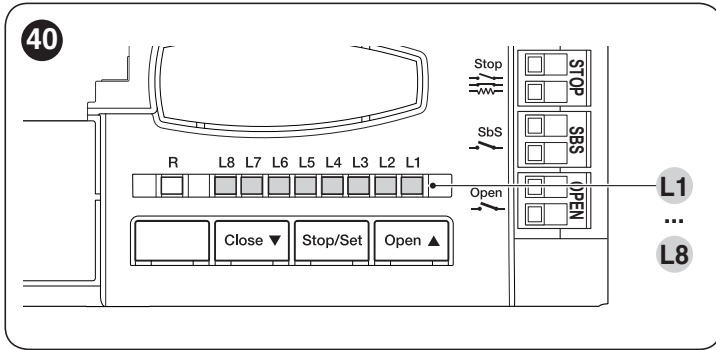 40
Stop
STOP
SbS
SBS
R L8 L7 L6 L5 L4 L3 L2 L1
Open
OPEN
L1
...
L8
Close ▼ Stop/Set Open ▲